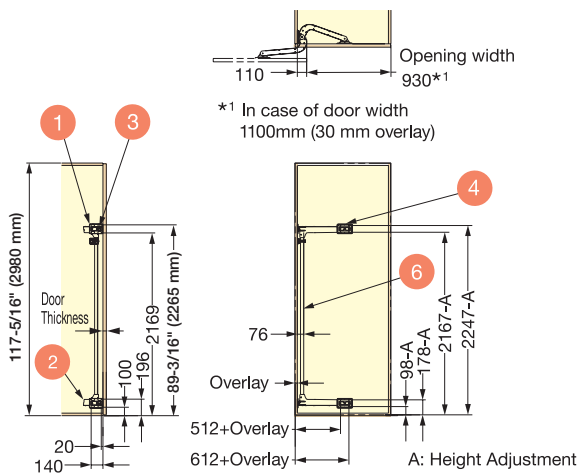 110
Opening width
930*1
*1 In case of door width
1100mm (30 mm overlay)
1
3
4
6
2
117-5/16" (2980 mm)
Door
Thickness
100
196
2169
89-3/16" (2265 mm)
20
140
76
Overlay
98-A
178-A
2167-A
2247-A
512+Overlay
612+Overlay
A: Height Adjustment